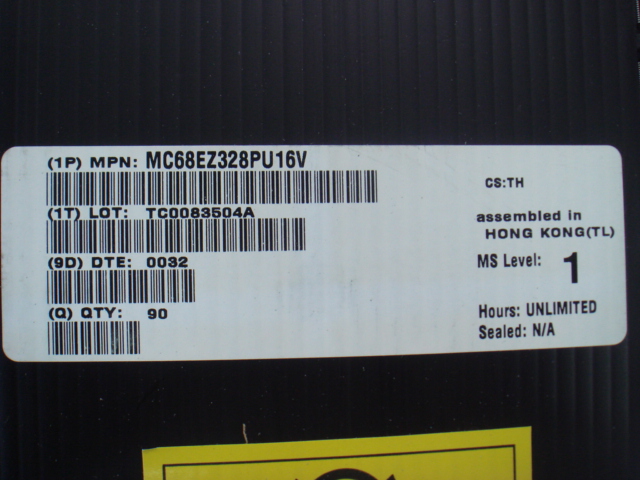 (1P) MPN: MC68EZ328PU16V
(1T) LOT: TC0083504A
(9D) DTE: 0032
(Q) QTY: 90
CS:TH
assembled in
HONG KONG(TL)
MS Level: 1
Hours: UNLIMITED
Sealed: N/A